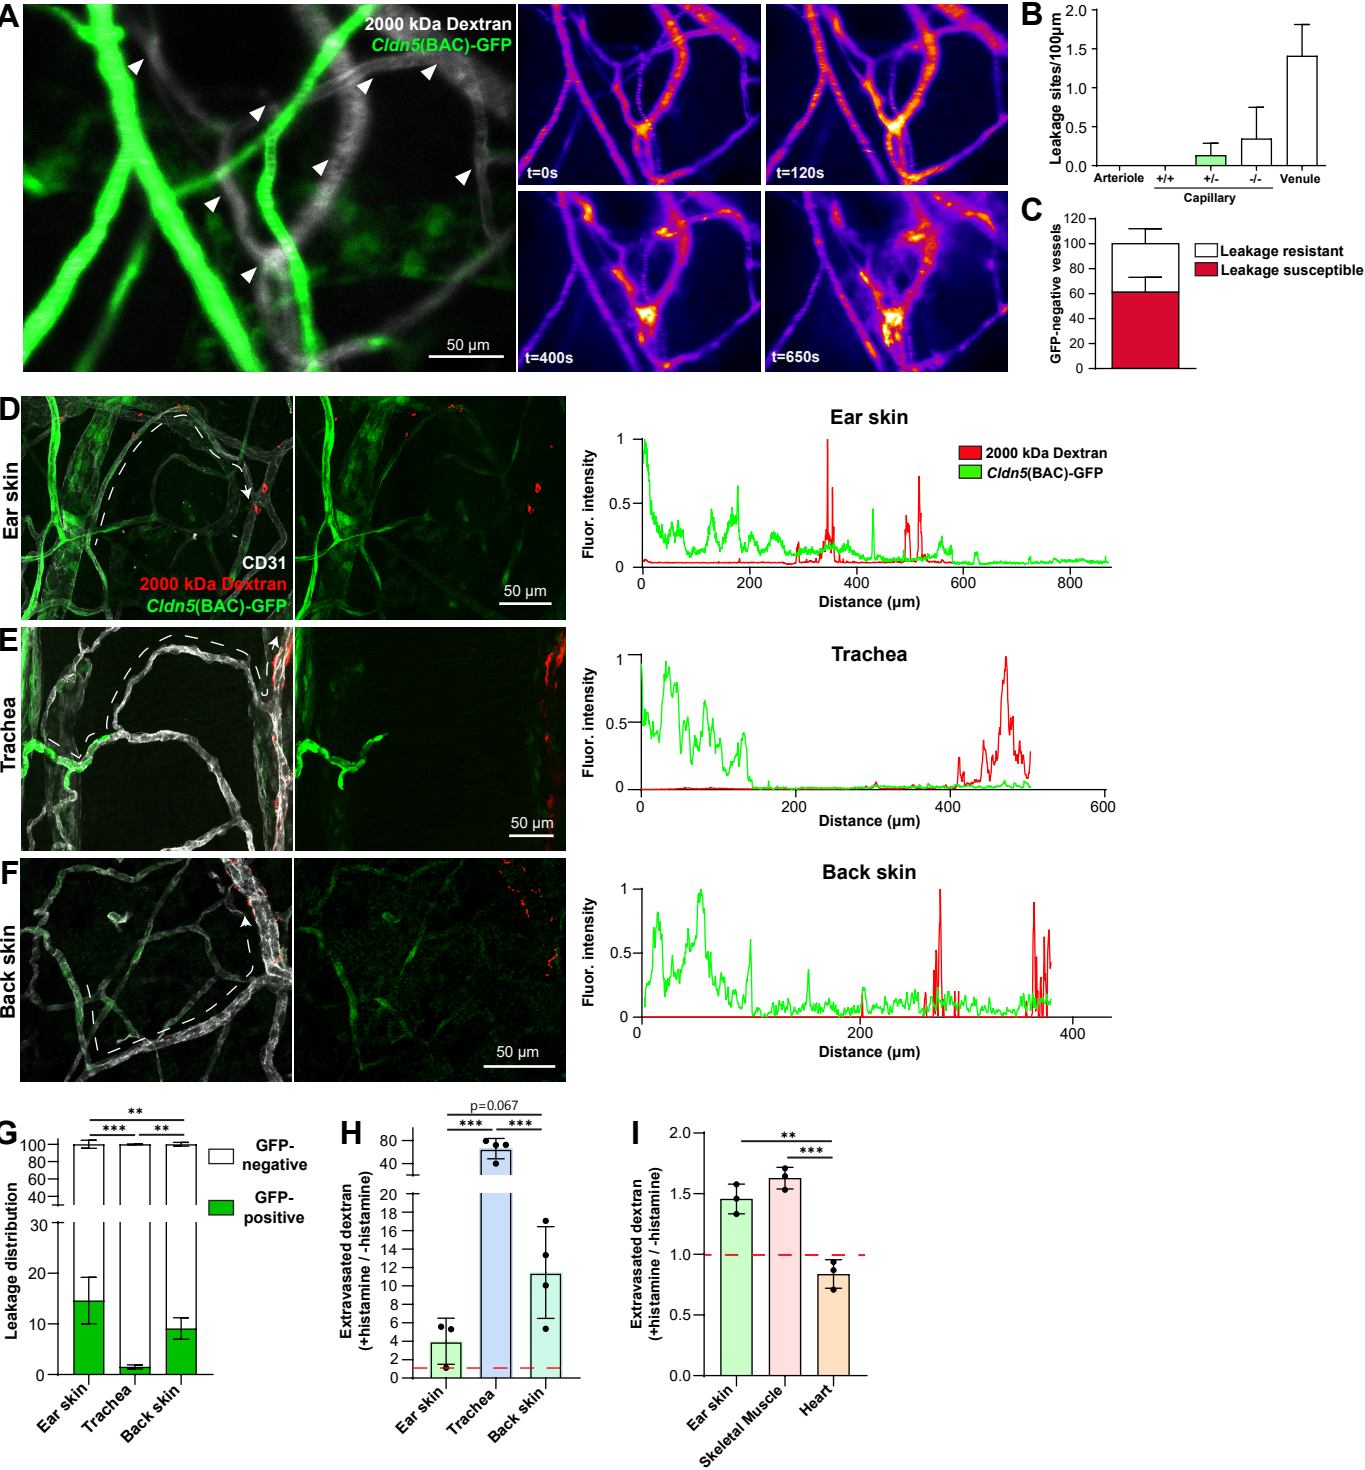 A
2000 kDa Dextran
Cldn5(BAC)-GFP
50 µm
t=0s
t=120s
t=400s
t=650s
B
Leakage sites/100µm
2.0
1.5
1.0
0.5
0.0
Arteriole
+/+
+/-
-/-
Venule
Capillary
C
GFP-negative vessels
120
100
80
60
40
20
0
Leakage resistant
Leakage susceptible
D
Ear skin
CD31
2000 kDa Dextran
Cldn5(BAC)-GFP
50 µm
Ear skin
Fluor. intensity
1
0.5
0
0
200
400
600
800
Distance (µm)
2000 kDa Dextran
Cldn5(BAC)-GFP
E
Trachea
50 µm
Trachea
Fluor. intensity
1
0.5
0
0
200
400
600
Distance (µm)
F
Back skin
50 µm
Back skin
Fluor. intensity
1
0.5
0
0
200
400
Distance (µm)
G
Leakage distribution
100
80
60
40
30
20
10
0
**
***
**
Ear skin
Trachea
Back skin
GFP-
negative
GFP-
positive
H
Extravasated dextran
(+histamine / -histamine)
80
40
20
18
16
14
12
10
8
6
4
2
0
p=0.067
***
***
Ear skin
Trachea
Back skin
I
Extravasated dextran
(+histamine / -histamine)
2.0
1.5
1.0
0.5
0.0
**
***
Ear skin
Skeletal Muscle
Heart